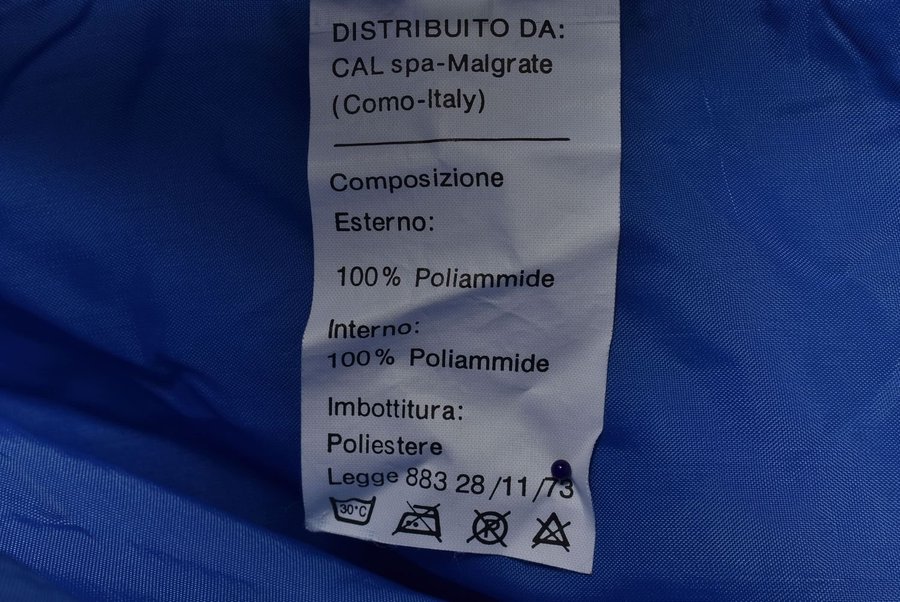 DISTRIBUITO DA:
CAL spa-Malgrate
(Como-Italy)
Composizione
Esterno:
100% Poliammide
Interno:
100% Poliammide
Imbottitura:
Poliestere
Legge 883 28/11/73
30°C P